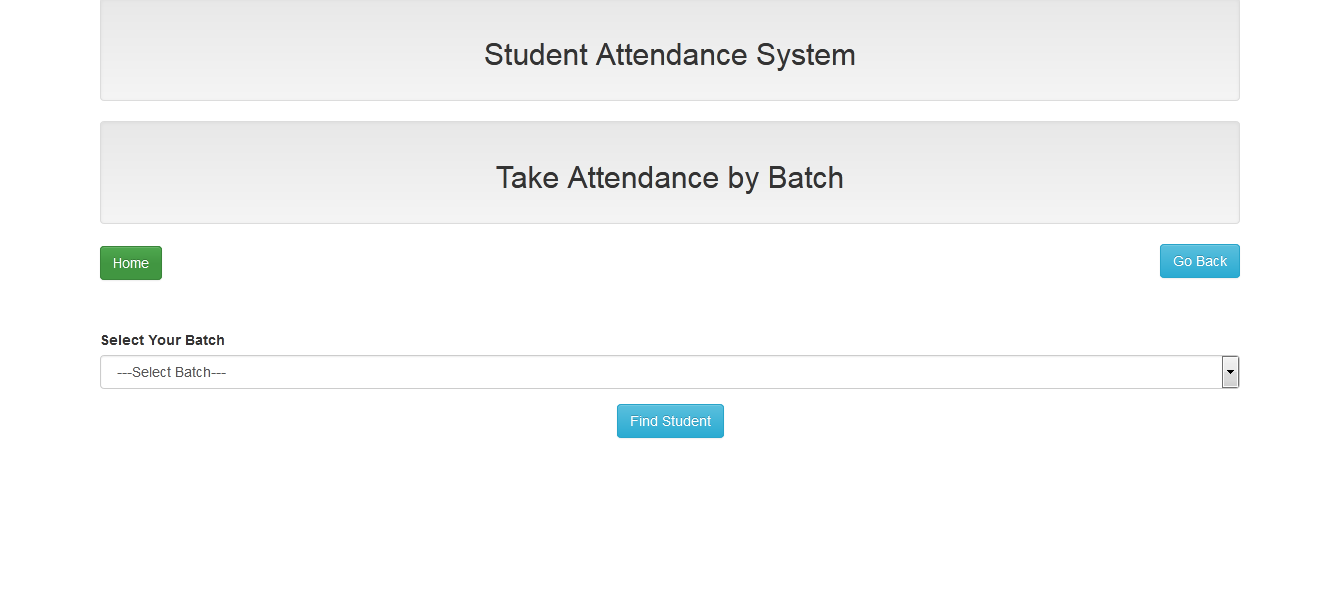 Student Attendance System
Take Attendance by Batch
Home
Go Back
Select Your Batch
---Select Batch---
Find Student